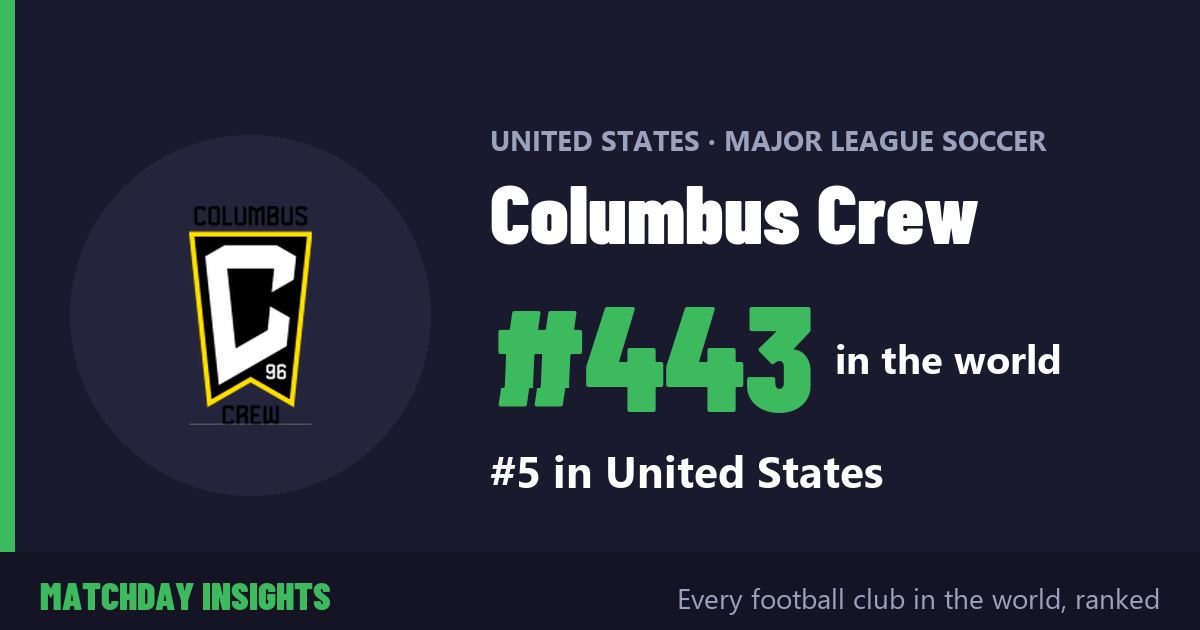 UNITED STATES · MAJOR LEAGUE SOCCER
Columbus Crew
COLUMBUS
C
96
CREW
#443 in the world
#5 in United States
MATCHDAY INSIGHTS
Every football club in the world, ranked